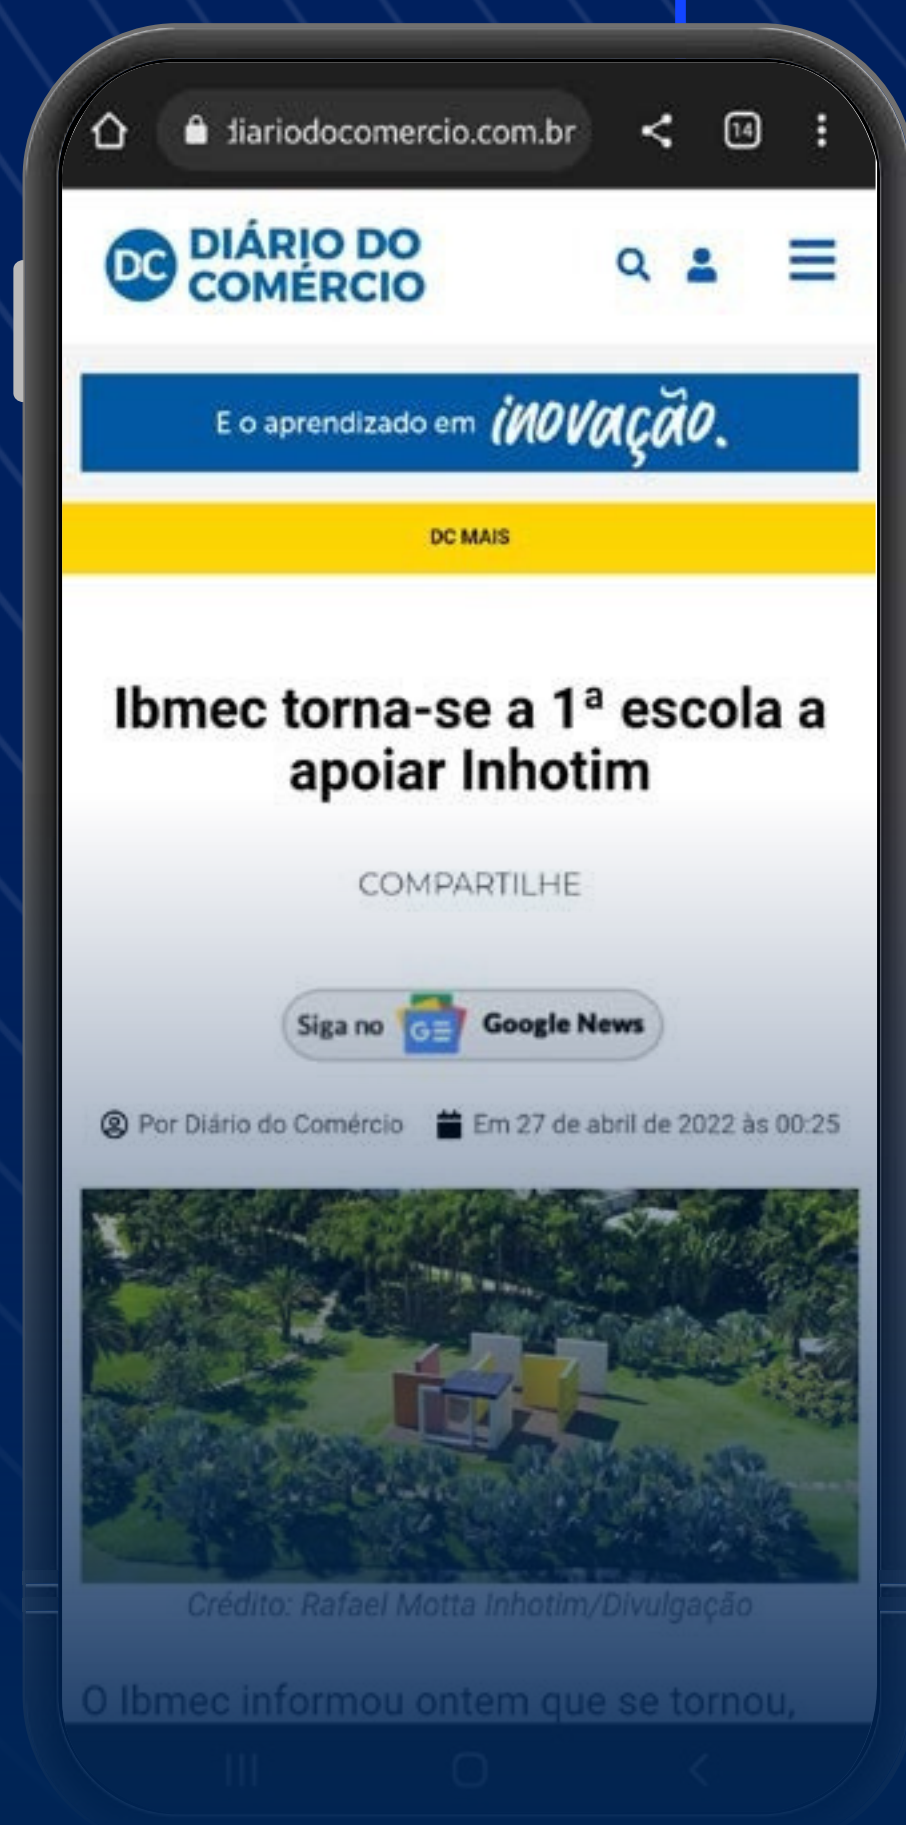 diariodocomercio.com.br
14
DC DIÁRIO DO
COMÉRCIO
E o aprendizado em inovação.
DC MAIS
Ibmec torna-se a 1ª escola a
apoiar Inhotim
COMPARTILHE
Siga no GE Google News
Por Diário do Comércio Em 27 de abril de 2022 às 00:25
Crédito: Rafael Motta Inhotim/Divulgação
O Ibmec informou ontem que se tornou,